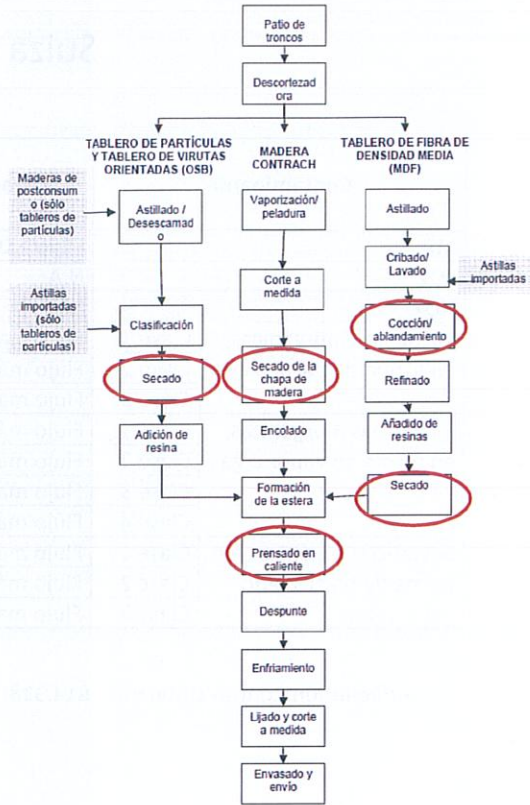 Suiza
Patio de
troncos
Descortezad
ora
TABLERO DE PARTÍCULAS
Y TABLERO DE VIRUTAS
ORIENTADAS (OSB)
MADERA
CONTRACH
TABLERO DE FIBRA DE
DENSIDAD MEDIA
(MDF)
Maderas de
postconsum
o (sólo
tableros de
partículas)
Astillado /
Desescamad
o
Vaporización/
peladura
Astillado
Cribado/
Lavado
Astillas
importadas
Corte a
medida
Astillas
importadas
(sólo
tableros de
partículas)
Clasificación
Cocción/
ablandamiento
Secado
Secado de la
chapa de
madera
Refinado
Adición de
resina
Encolado
Añadido de
resinas
Formación
de la estera
Secado
Prensado en
caliente
Despunte
Enfriamiento
Lijado y corte
a medida
Envasado y
envío